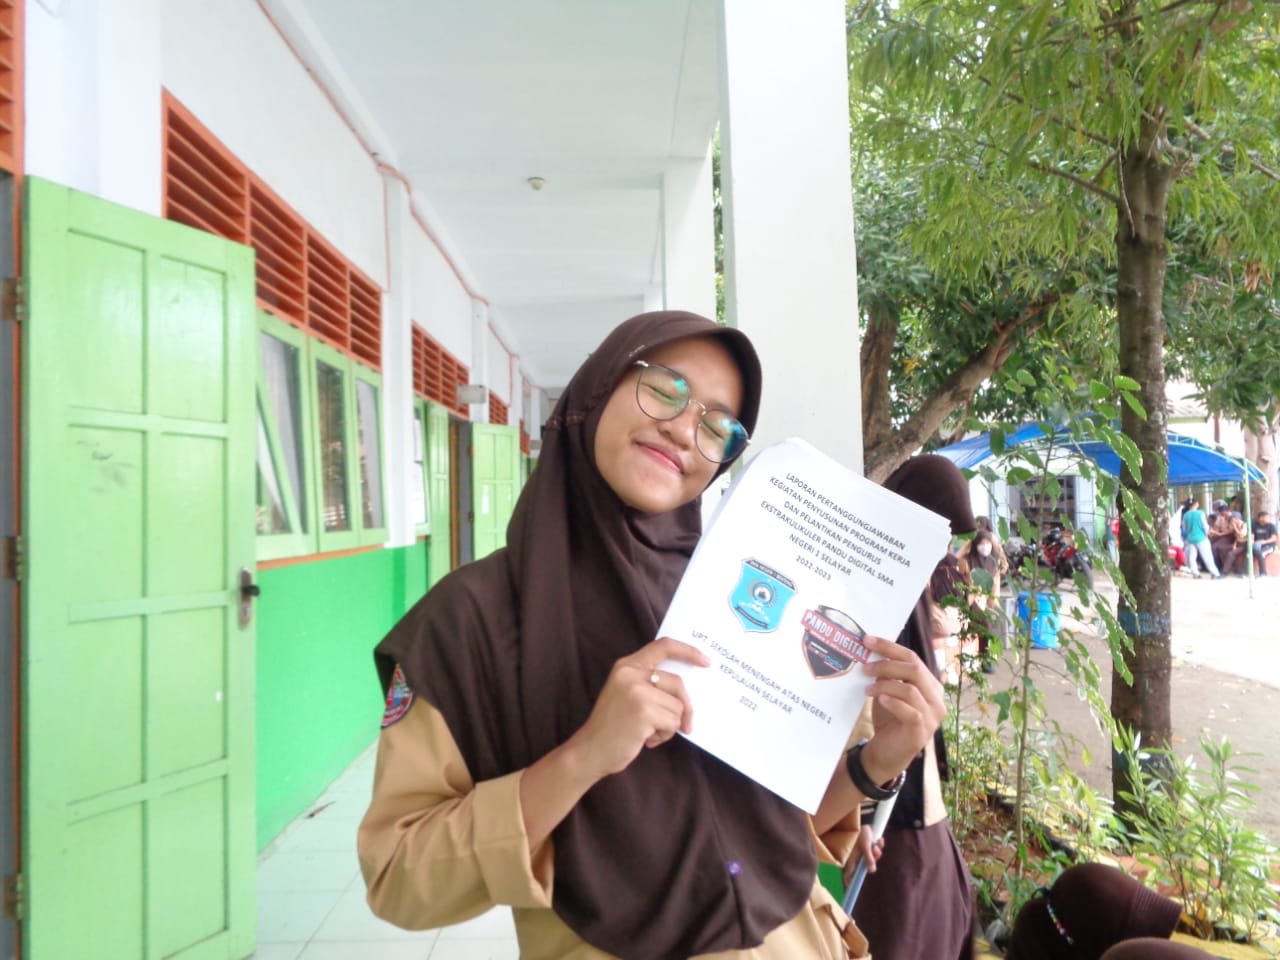 LAPORAN PERTANGGUNGJAWABAN
KEGIATAN PENYUSUNAN PROGRAM KERJA
DAN PELANTIKAN PENGURUS
EKSTRAKULIKULER PANDU DIGITAL SMA
NEGERI 1 SELAYAR
2022-2023
PANDU DIGITAL
UPT SEKOLAH MENENGAH ATAS NEGERI 1
KEPULAUAN SELAYAR
2022